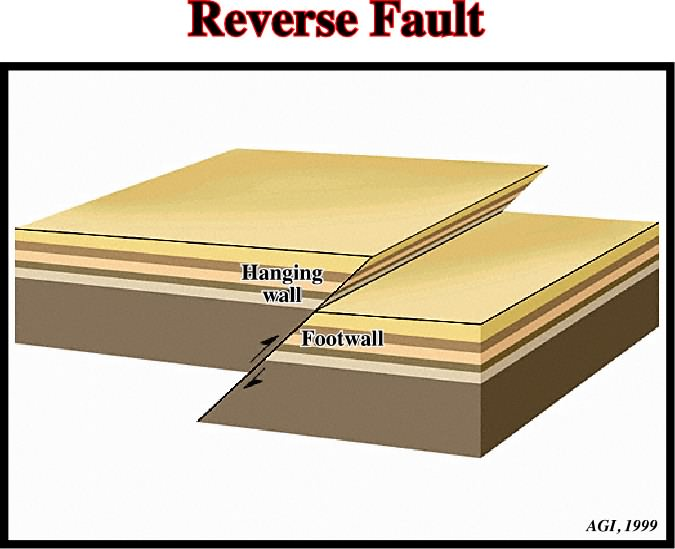 Reverse Fault
Hanging
wall
Footwall
AGI, 1999